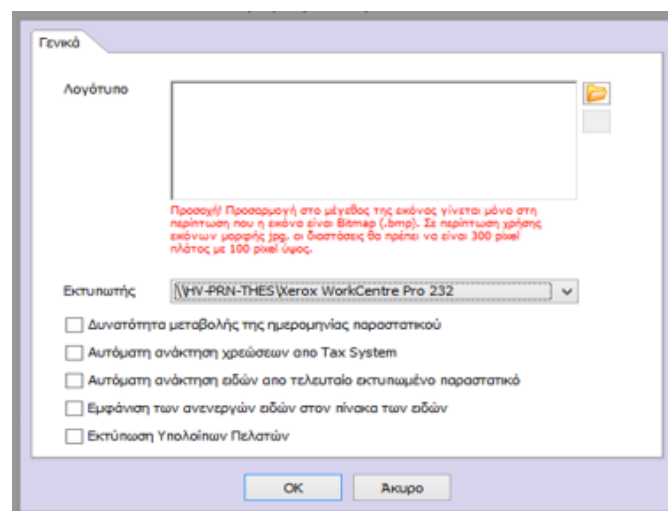 Γενικά
Λογότυπο
Προσοχή! Προσαρμογή στο μέγεθος της εικόνας γίνεται μόνο στη
περίπτωση που η εικόνα είναι Bitmap (.bmp). Σε περίπτωση χρήσης
εικόνων μορφής jpg, οι διαστάσεις θα πρέπει να είναι 300 pixel
πλάτος με 100 pixel ύψος.
Εκτυπωτής \\HV-PRN-THES\Xerox WorkCentre Pro 232
Δυνατότητα μεταβολής της ημερομηνία παραστατικού
Αυτόματη ανάκτηση χρεώσεων απο Tax System
Αυτόματη ανάκτηση ειδών απο τελευταίο εκτυπωμένο παραστατικό
Εμφάνιση των ανενεργών ειδών στον πίνακα των ειδών
Εκτύπωση Υπολοίπων Πελατών
OK Άκυρο